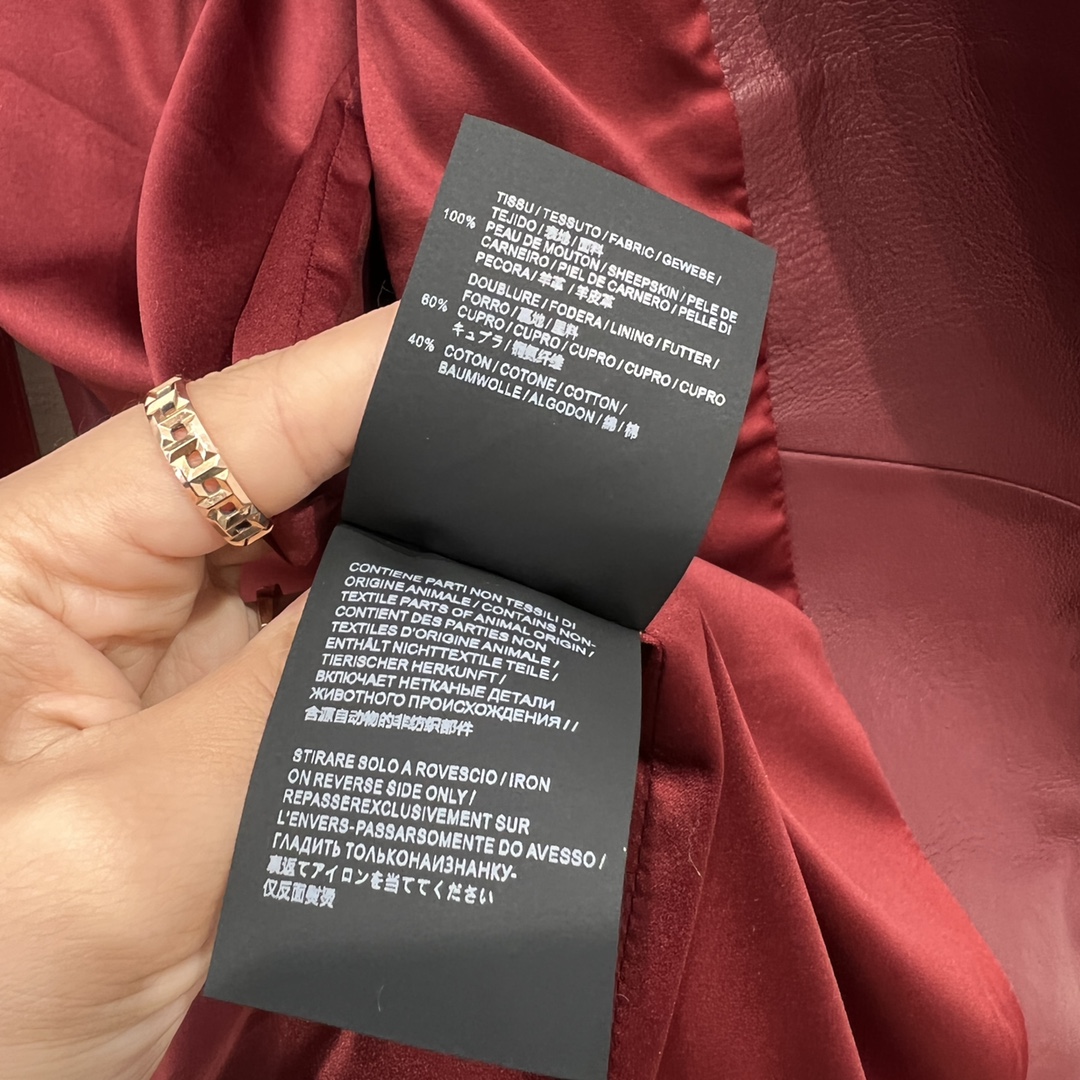 TISSU / TESSUTO / FABRIC / GEWEBE /
TEJIDO / 表地 / 面料
100% PEAU DE MOUTON / SHEEPSKIN / PELE DE
CARNEIRO / PIEL DE CARNERO / PELLE DI
PECORA / 羊革 / 羊皮革
DOUBLURE / FODERA / LINING / FUTTER /
FORRO / 裏地 / 里料
60% CUPRO / CUPRO / CUPRO / CUPRO / CUPRO
キュプラ / 铜氨纤维
40% COTON / COTONE / COTTON /
BAUMWOLLE / ALGODON / 綿 / 棉
CONTIENE PARTI NON TESSILI DI
ORIGINE ANIMALE / CONTAINS NON-
TEXTILE PARTS OF ANIMAL ORIGIN /
CONTIENT DES PARTIES NON
TEXTILES D'ORIGINE ANIMALE /
ENTHÄLT NICHTTEXTILE TEILE /
TIERISCHER HERKUNFT /
ВКЛЮЧАЕТ НЕТКАНЫЕ ДЕТАЛИ
ЖИВОТНОГО ПРОИСХОЖДЕНИЯ / /
含源自动物的非纺织部件
STIRARE SOLO A ROVESCIO / IRON
ON REVERSE SIDE ONLY /
REPASSEREXCLUSIVEMENT SUR
L'ENVERS-PASSARSOMENTE DO AVESSO /
ГЛАДИТЬ ТОЛЬКОНАИЗНАНКУ-
裏返てアイロンを当ててください
仅反面熨烫